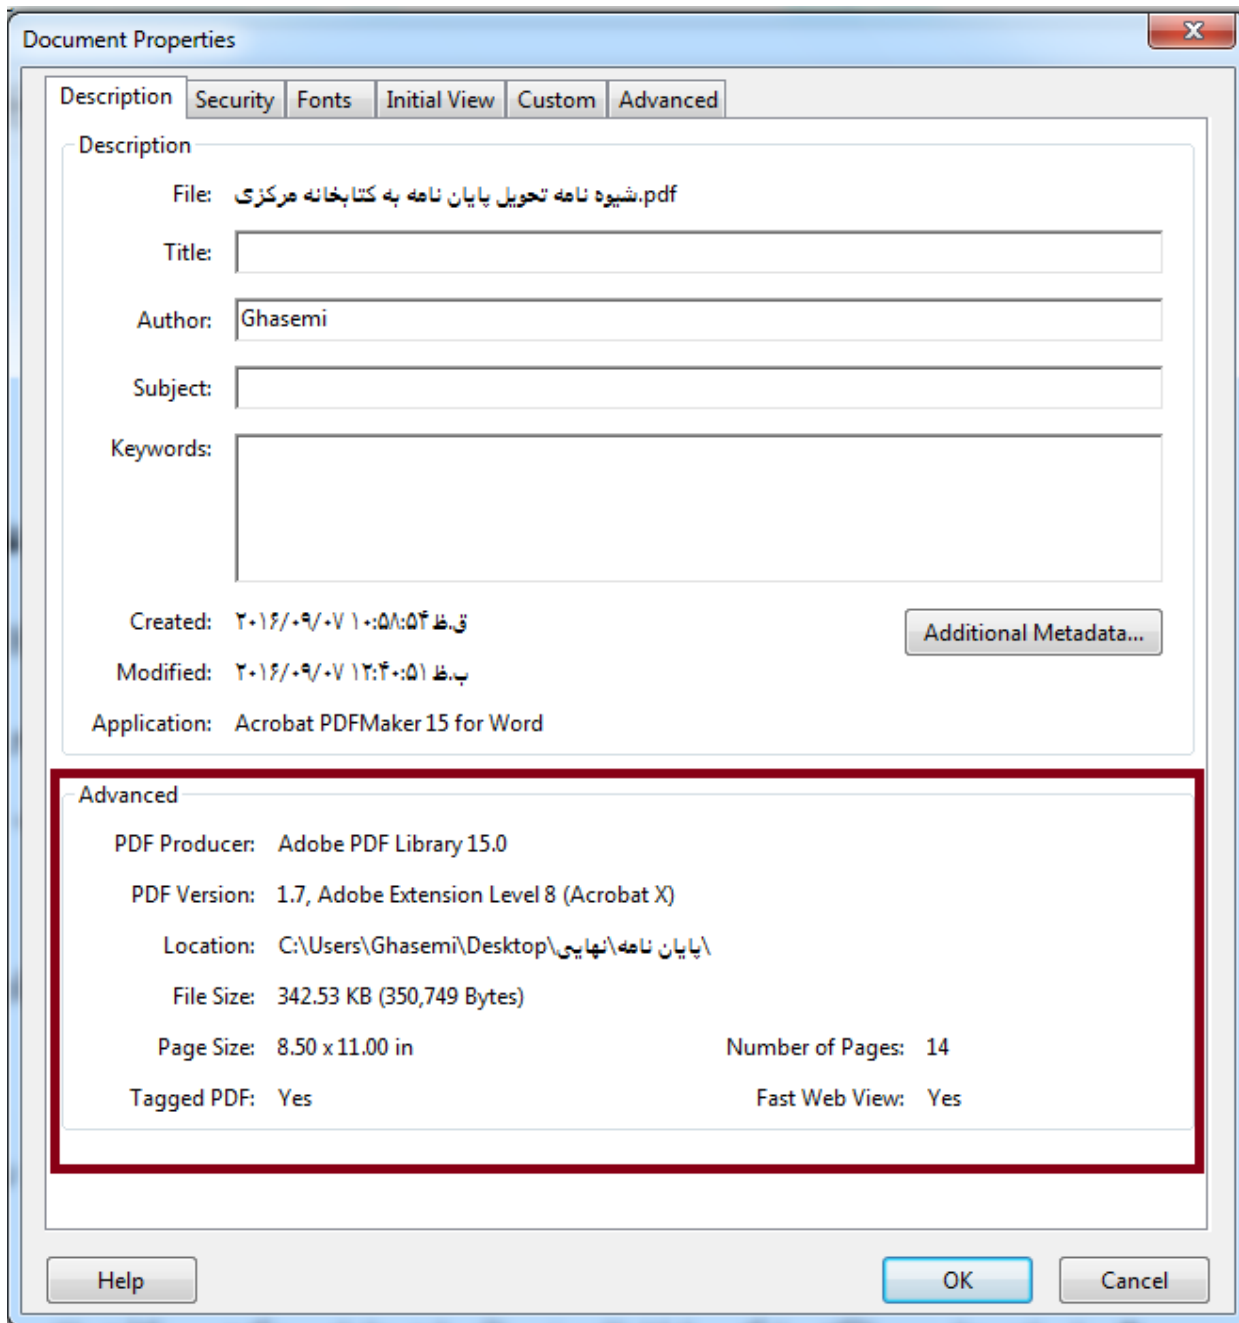 Document Properties
Description Security Fonts Initial View Custom Advanced
Description
File: شیوه نامه تحویل پایان نامه به کتابخانه مرکزی.pdf
Title:
Author: Ghasemi
Subject:
Keywords:
Created: ۲۰۱۶/۰۹/۰۷ ۱۰:۵۸:۵۴ ق.ظ
Additional Metadata...
Modified: ۲۰۱۶/۰۹/۰۷ ۱۲:۴۰:۵۱ ب.ظ
Application: Acrobat PDFMaker 15 for Word
Advanced
PDF Producer: Adobe PDF Library 15.0
PDF Version: 1.7, Adobe Extension Level 8 (Acrobat X)
Location: C:\Users\Ghasemi\Desktop\پایان نامه\نهایی\
File Size: 342.53 KB (350,749 Bytes)
Page Size: 8.50 x 11.00 in Number of Pages: 14
Tagged PDF: Yes Fast Web View: Yes
Help OK Cancel